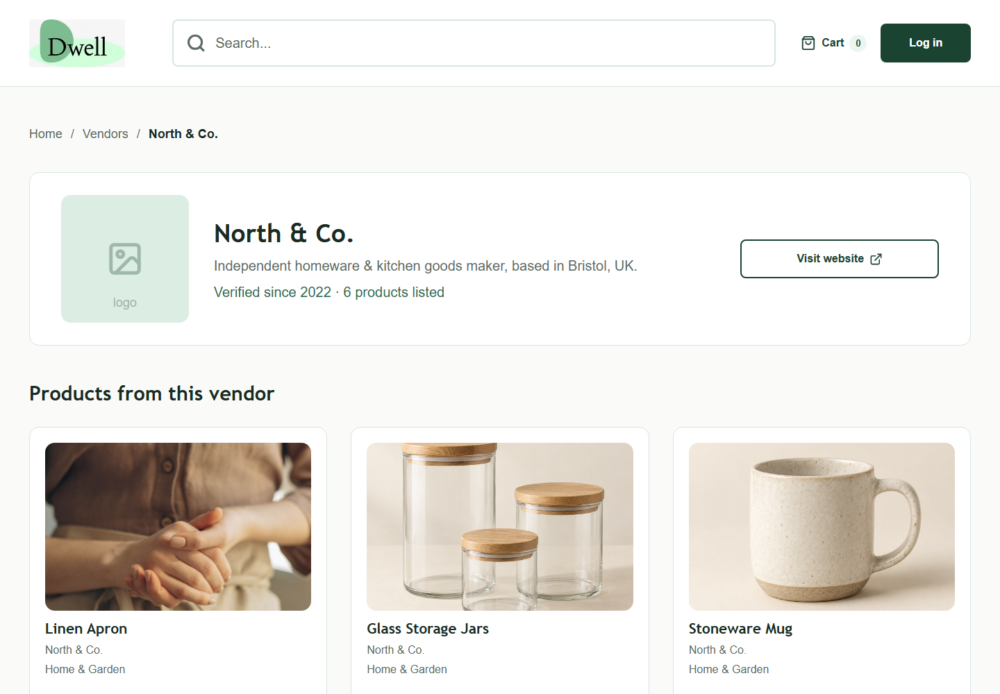 Dwell
Search...
Cart 0
Log in
Home / Vendors / North & Co.
logo
North & Co.
Independent homeware & kitchen goods maker, based in Bristol, UK.
Verified since 2022 · 6 products listed
Visit website
Products from this vendor
Linen Apron
North & Co.
Home & Garden
Glass Storage Jars
North & Co.
Home & Garden
Stoneware Mug
North & Co.
Home & Garden